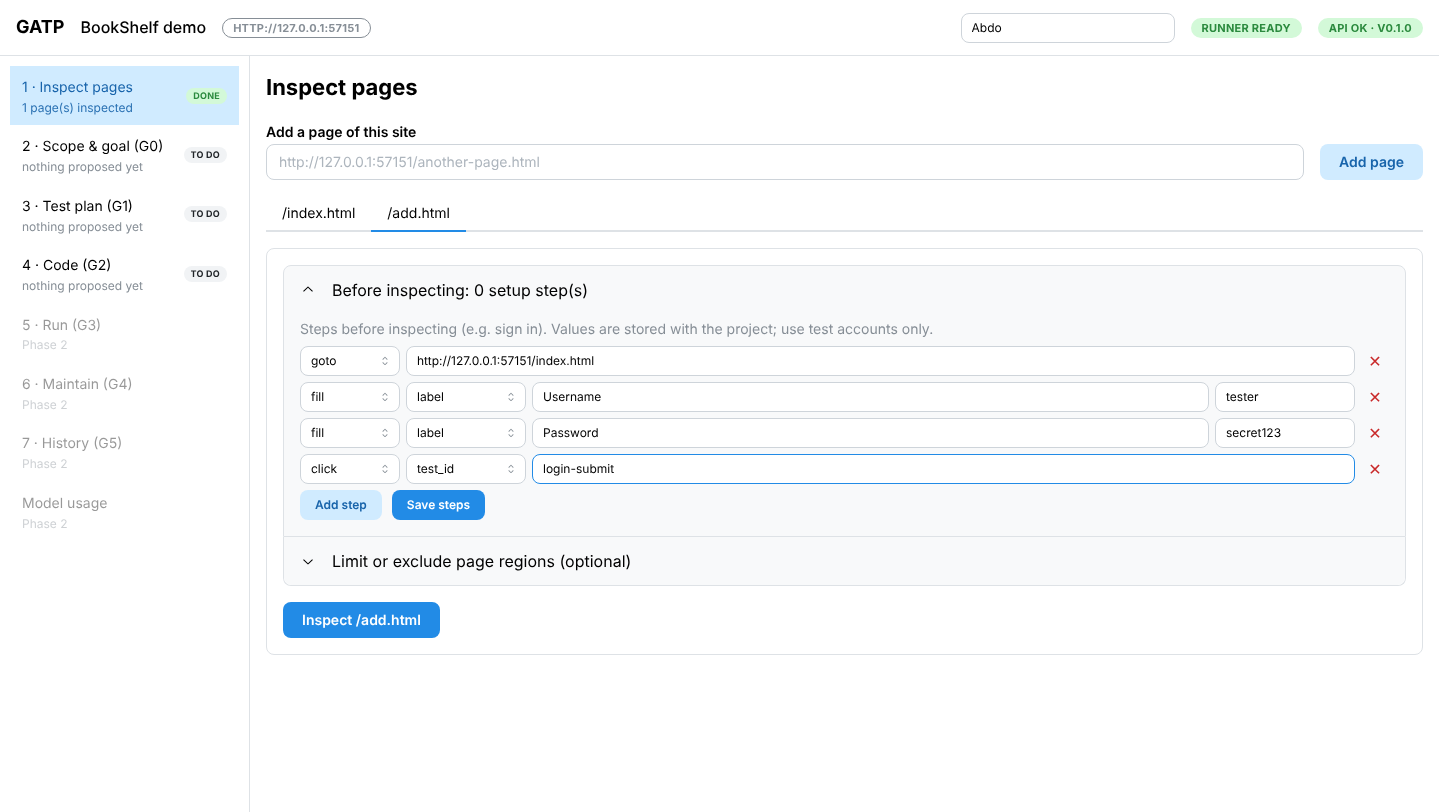 GATP BookShelf demo HTTP://127.0.0.1:57151 Abdo RUNNER READY API OK · V0.1.0
1 · Inspect pages
1 page(s) inspected
DONE
2 · Scope & goal (G0)
nothing proposed yet
TO DO
3 · Test plan (G1)
nothing proposed yet
TO DO
4 · Code (G2)
nothing proposed yet
TO DO
5 · Run (G3)
Phase 2
6 · Maintain (G4)
Phase 2
7 · History (G5)
Phase 2
Model usage
Phase 2
Inspect pages
Add a page of this site
http://127.0.0.1:57151/another-page.html Add page
/index.html /add.html
Before inspecting: 0 setup step(s)
Steps before inspecting (e.g. sign in). Values are stored with the project; use test accounts only.
goto http://127.0.0.1:57151/index.html
fill label Username tester
fill label Password secret123
click test_id login-submit
Add step Save steps
Limit or exclude page regions (optional)
Inspect /add.html